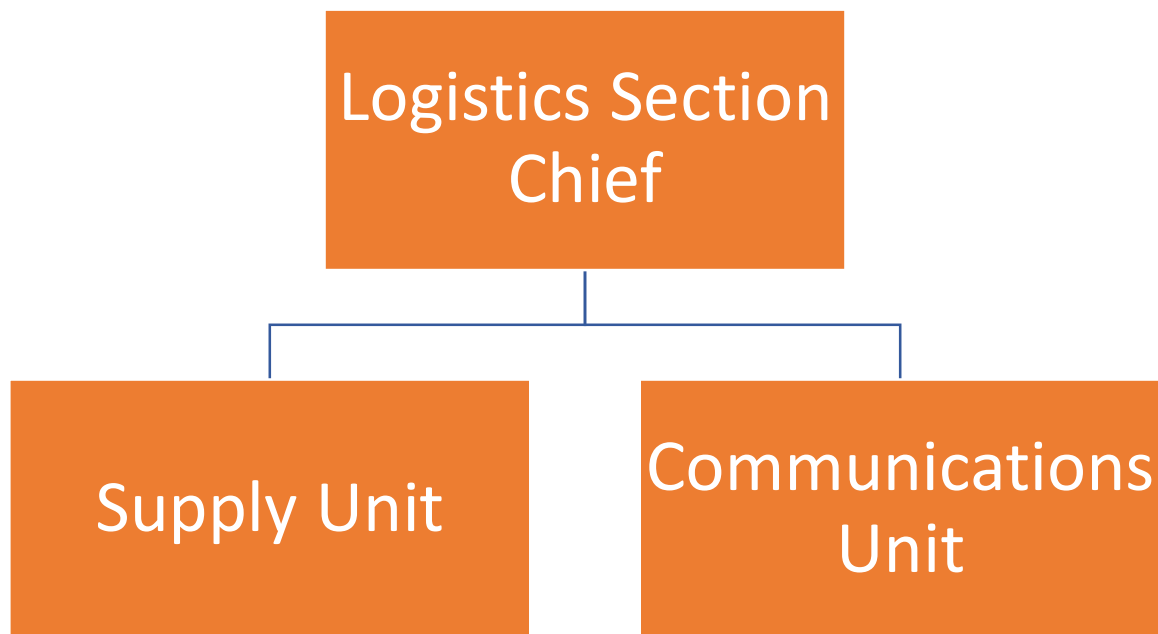 Logistics Section
Chief
Supply Unit
Communications
Unit